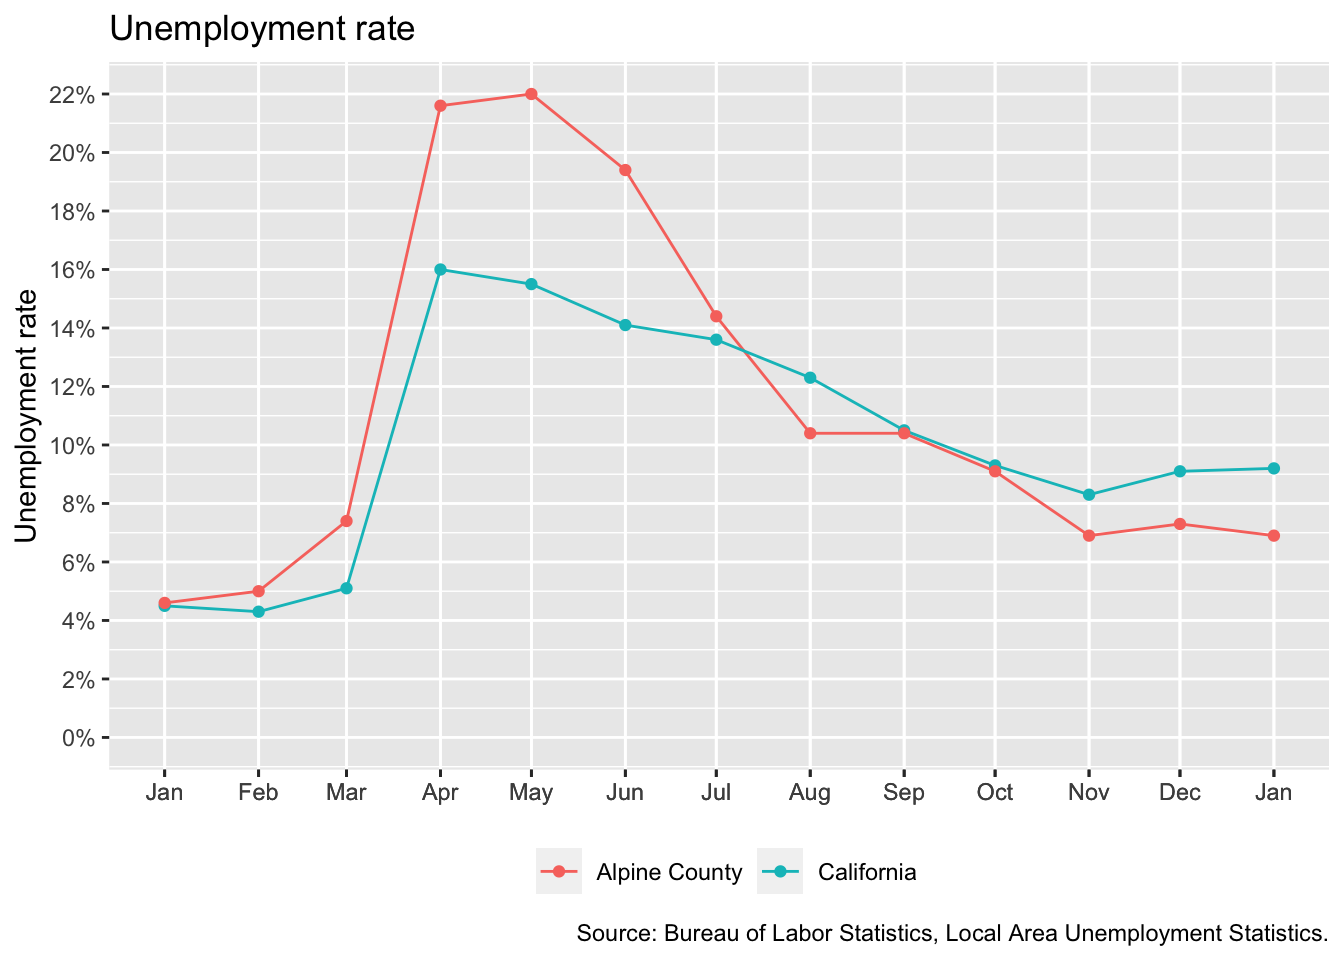 Unemployment rate
Unemployment rate
22%
20%
18%
16%
14%
12%
10%
8%
6%
4%
2%
0%
Jan Feb Mar Apr May Jun Jul Aug Sep Oct Nov Dec Jan
Alpine County California
Source: Bureau of Labor Statistics, Local Area Unemployment Statistics.